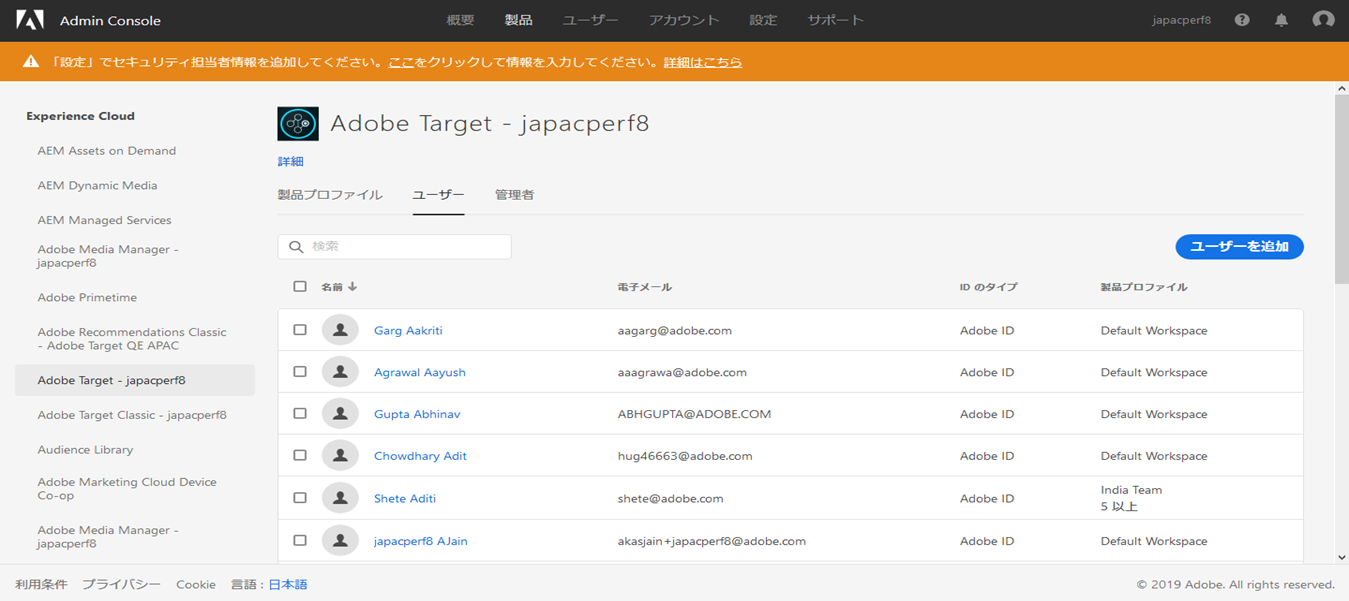 Admin Console 概要 製品 ユーザー アカウント 設定 サポート japacperf8
「設定」でセキュリティ担当者情報を追加してください。ここをクリックして情報を入力してください。詳細はこちら
Experience Cloud
AEM Assets on Demand
AEM Dynamic Media
AEM Managed Services
Adobe Media Manager -
japacperf8
Adobe Primetime
Adobe Recommendations Classic
- Adobe Target QE APAC
Adobe Target - japacperf8
Adobe Target Classic - japacperf8
Audience Library
Adobe Marketing Cloud Device
Co-op
Adobe Media Manager -
japacperf8
Adobe Target - japacperf8
詳細
製品プロファイル ユーザー 管理者
検索 ユーザーを追加
名前 電子メール ID のタイプ 製品プロファイル
Garg Aakriti aagarg@adobe.com Adobe ID Default Workspace
Agrawal Aayush aaagrawa@adobe.com Adobe ID Default Workspace
Gupta Abhinav ABHGUPTA@ADOBE.COM Adobe ID Default Workspace
Chowdhary Adit hug46663@adobe.com Adobe ID Default Workspace
Shete Aditi shete@adobe.com Adobe ID India Team
5 以上
japacperf8 AJain akasjain+japacperf8@adobe.com Adobe ID Default Workspace
利用条件 プライバシー Cookie 言語 : 日本語 © 2019 Adobe. All rights reserved.